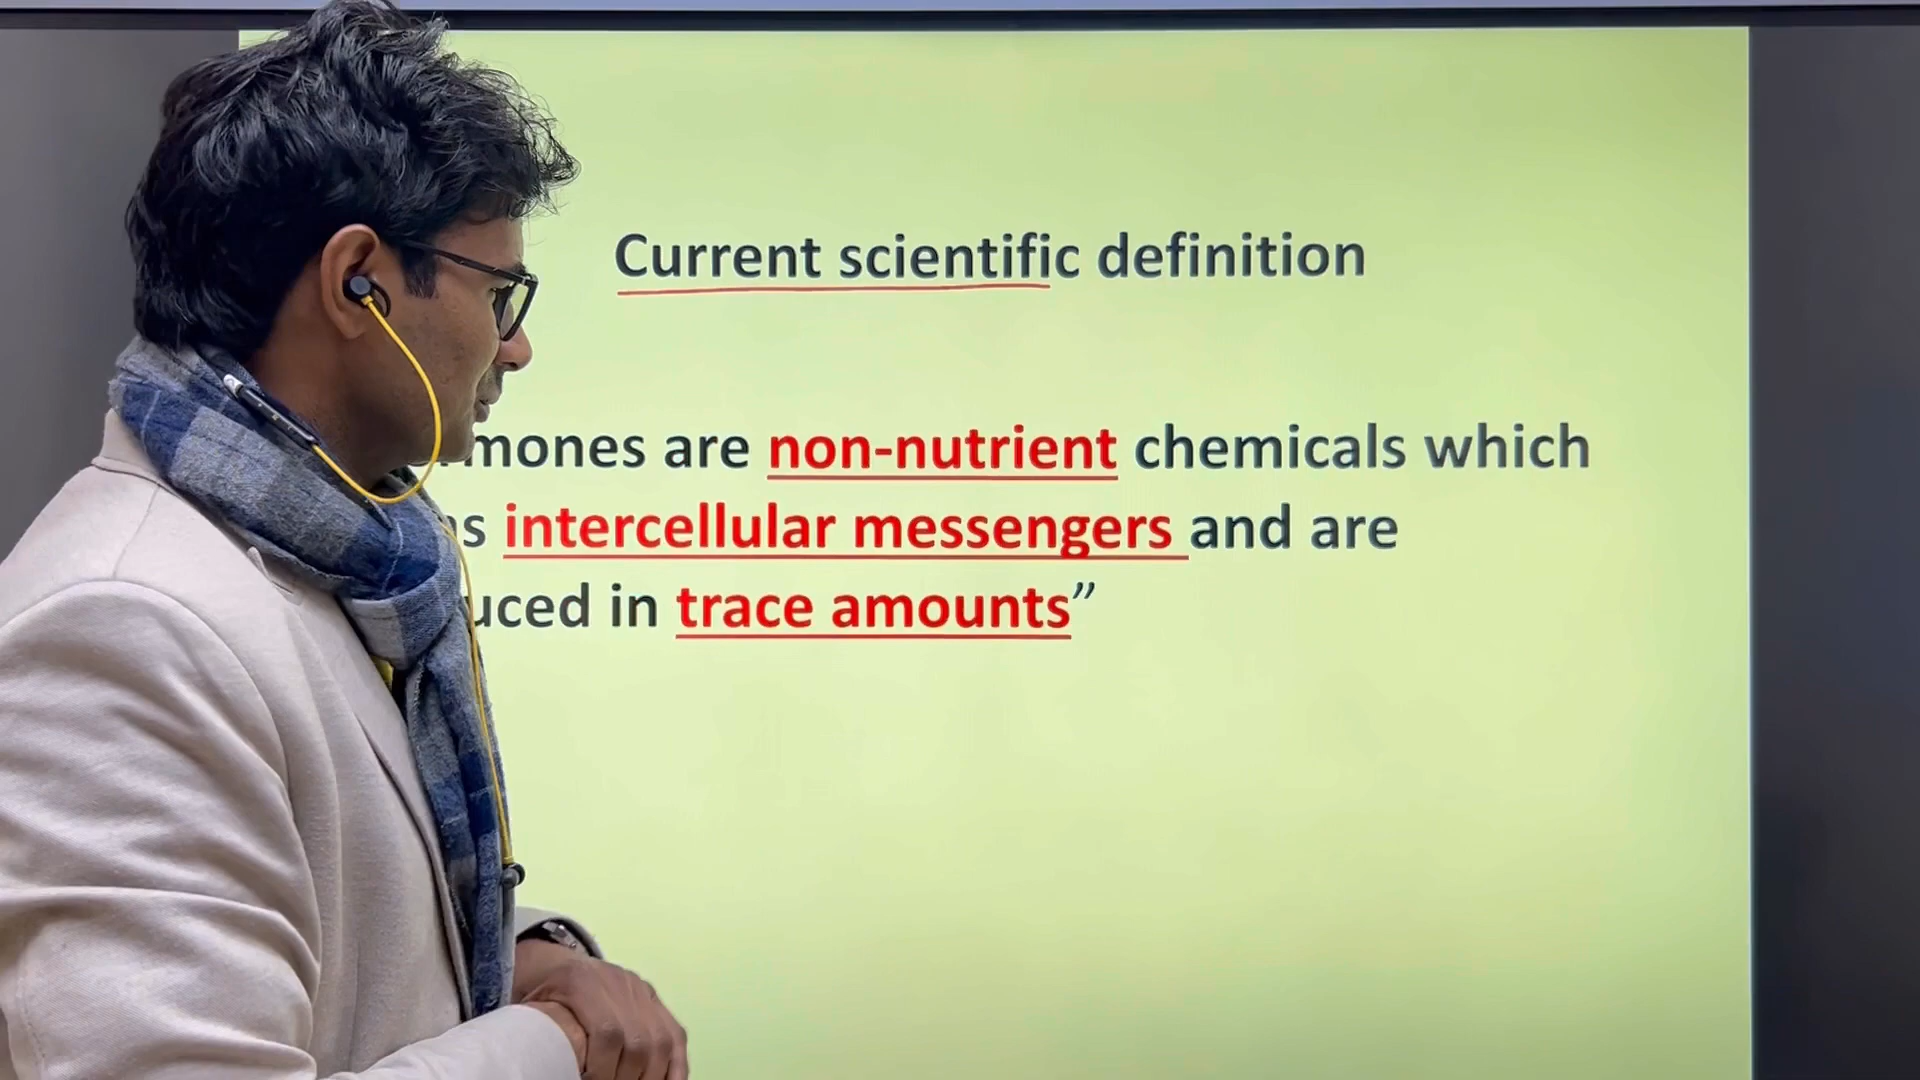 Current scientific definition
mones are non-nutrient chemicals which
s intercellular messengers and are
uced in trace amounts”